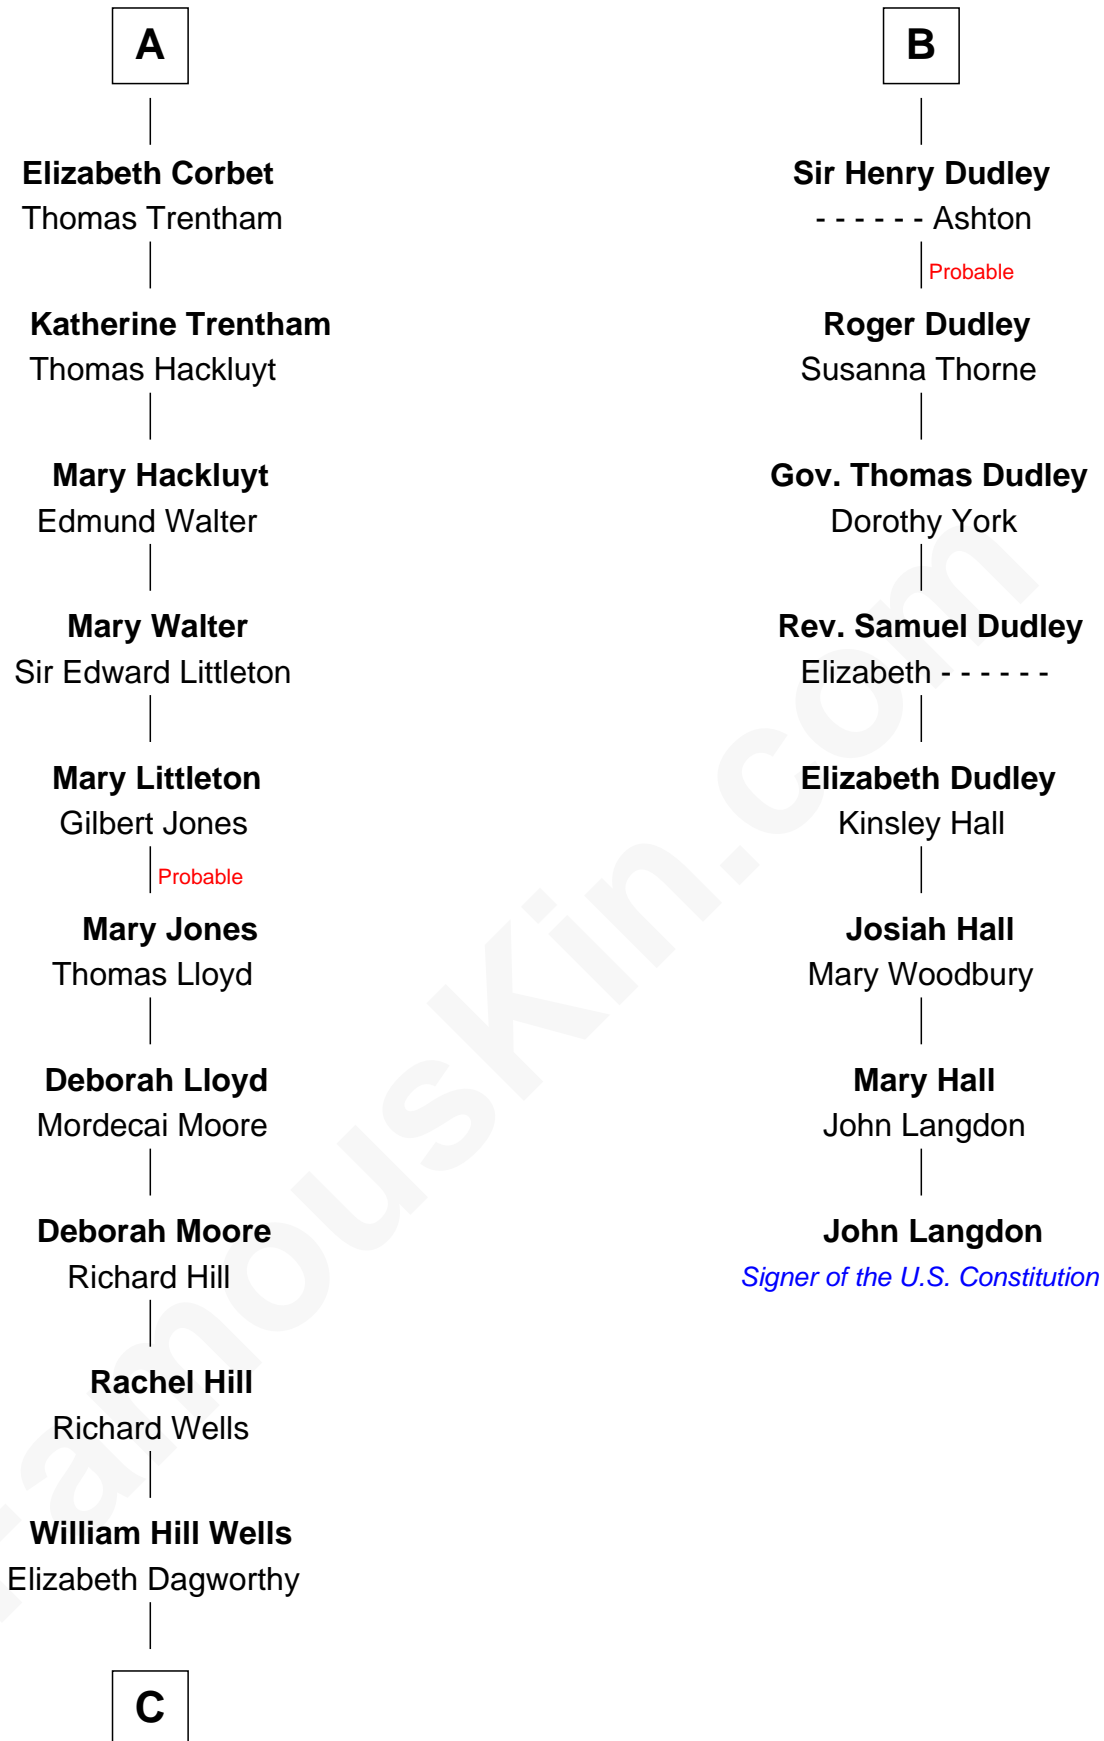 A
Elizabeth Corbet
Thomas Trentham
Katherine Trentham
Thomas Hackluyt
Mary Hackluyt
Edmund Walter
Mary Walter
Sir Edward Littleton
Mary Littleton
Gilbert Jones
Probable
Mary Jones
Thomas Lloyd
Deborah Lloyd
Mordecai Moore
Deborah Moore
Richard Hill
Rachel Hill
Richard Wells
William Hill Wells
Elizabeth Dagworthy
C
B
Sir Henry Dudley
- - - - - - Ashton
Probable
Roger Dudley
Susanna Thorne
Gov. Thomas Dudley
Dorothy York
Rev. Samuel Dudley
Elizabeth - - - - - -
Elizabeth Dudley
Kinsley Hall
Josiah Hall
Mary Woodbury
Mary Hall
John Langdon
John Langdon
Signer of the U.S. Constitution
FamousKin.com